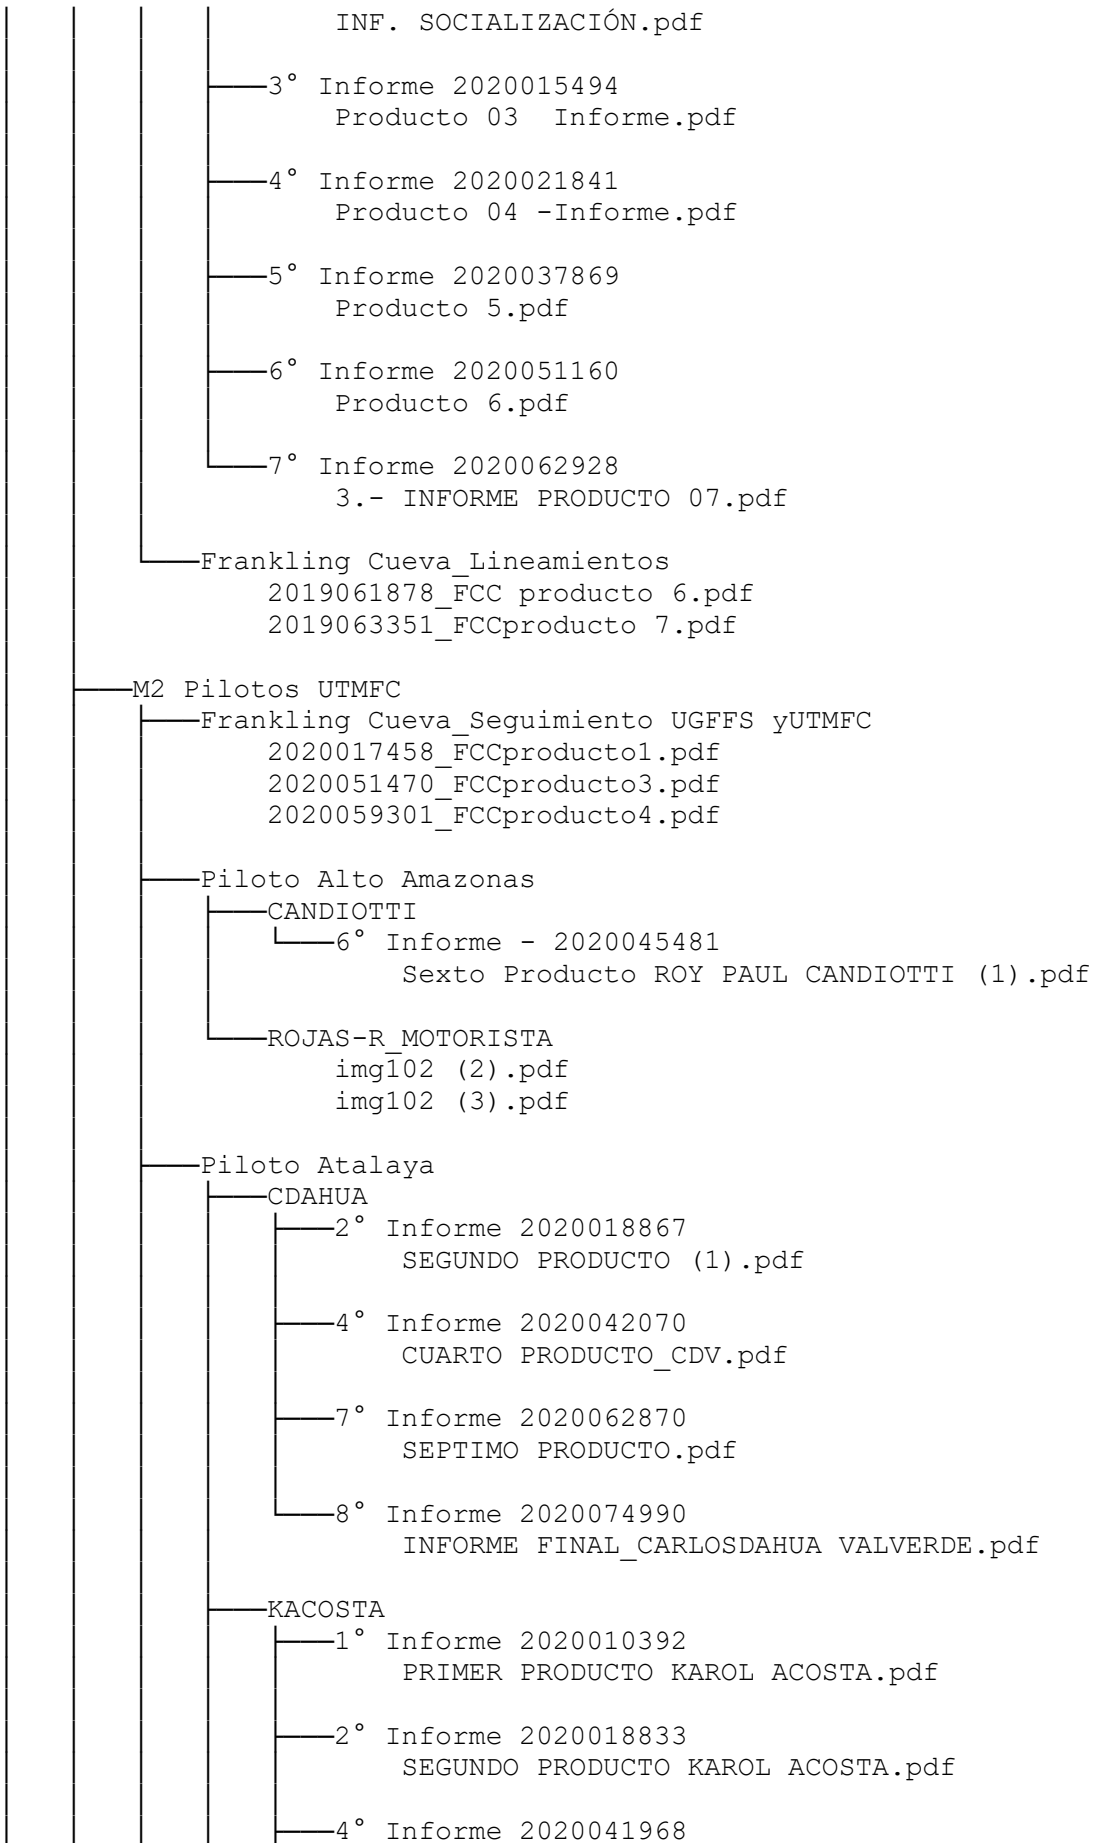 INF. SOCIALIZACIÓN.pdf
3° Informe 2020015494
Producto 03  Informe.pdf
4° Informe 2020021841
Producto 04 -Informe.pdf
5° Informe 2020037869
Producto 5.pdf
6° Informe 2020051160
Producto 6.pdf
7° Informe 2020062928
3.- INFORME PRODUCTO 07.pdf
Frankling Cueva_Lineamientos
2019061878_FCC producto 6.pdf
2019063351_FCCproducto 7.pdf
M2 Pilotos UTMFC
Frankling Cueva_Seguimiento UGFFS yUTMFC
2020017458_FCCproducto1.pdf
2020051470_FCCproducto3.pdf
2020059301_FCCproducto4.pdf
Piloto Alto Amazonas
CANDIOTTI
6° Informe - 2020045481
Sexto Producto ROY PAUL CANDIOTTI (1).pdf
ROJAS-R_MOTORISTA
img102 (2).pdf
img102 (3).pdf
Piloto Atalaya
CDAHUA
2° Informe 2020018867
SEGUNDO PRODUCTO (1).pdf
4° Informe 2020042070
CUARTO PRODUCTO_CDV.pdf
7° Informe 2020062870
SEPTIMO PRODUCTO.pdf
8° Informe 2020074990
INFORME FINAL_CARLOSDAHUA VALVERDE.pdf
KACOSTA
1° Informe 2020010392
PRIMER PRODUCTO KAROL ACOSTA.pdf
2° Informe 2020018833
SEGUNDO PRODUCTO KAROL ACOSTA.pdf
4° Informe 2020041968